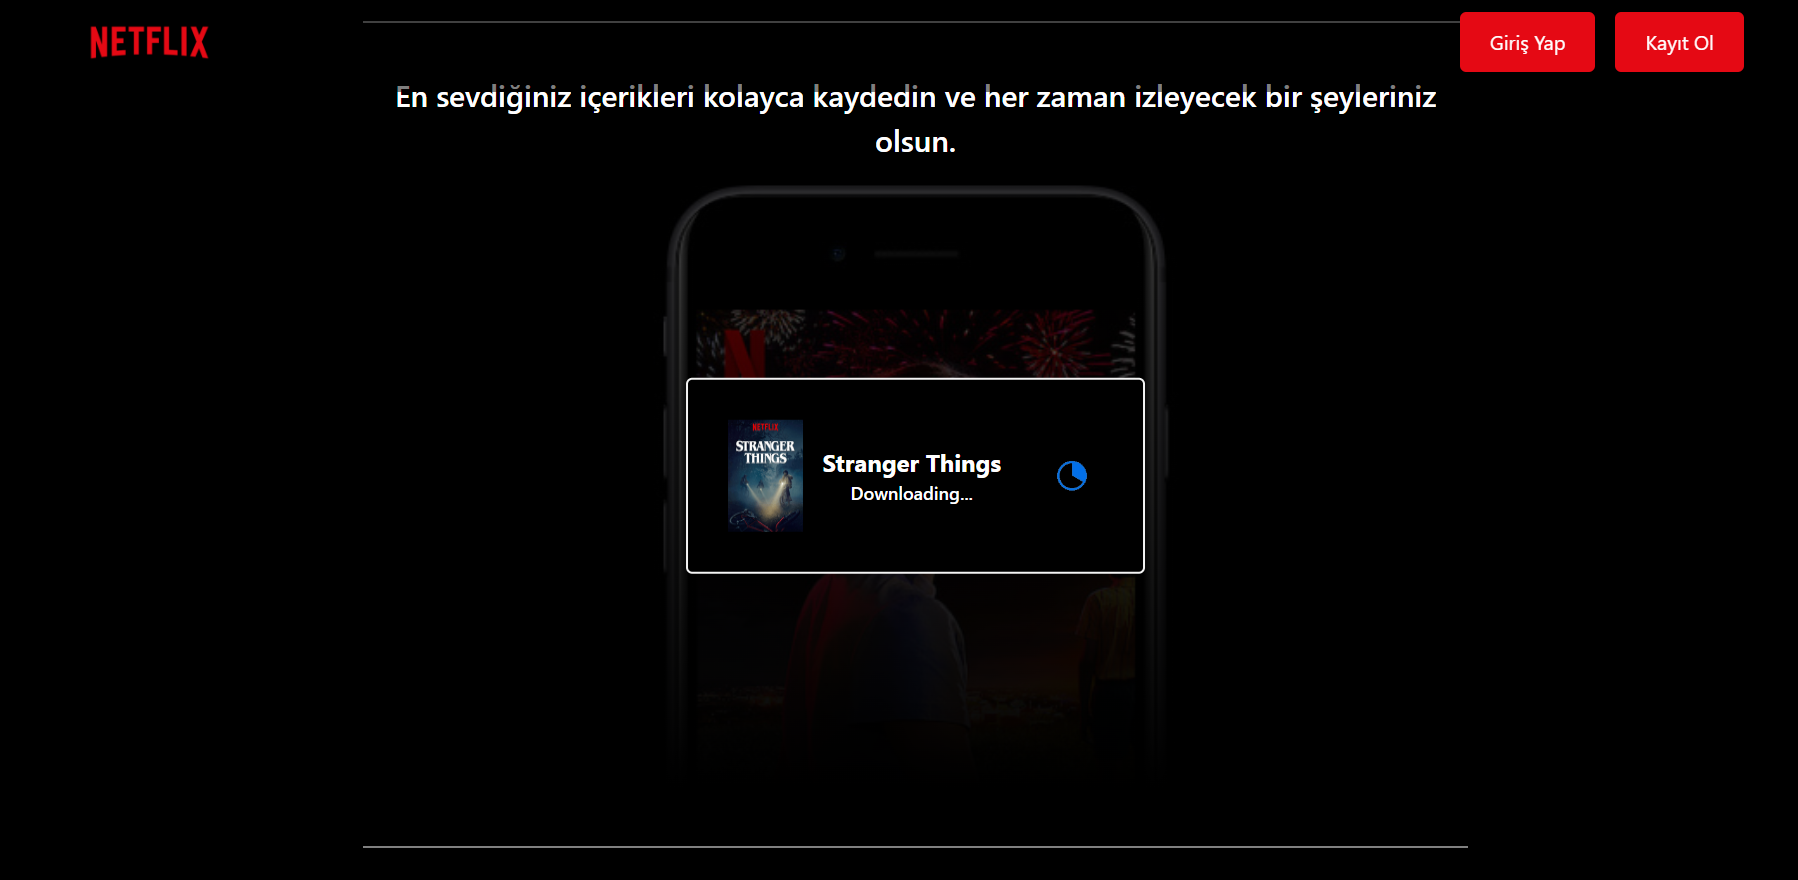 NETFLIX
Giriş Yap
Kayıt Ol
En sevdiğiniz içerikleri kolayca kaydedin ve her zaman izleyecek bir şeyleriniz
olsun.
N
NETFLIX
STRANGER
THINGS
Stranger Things
Downloading...